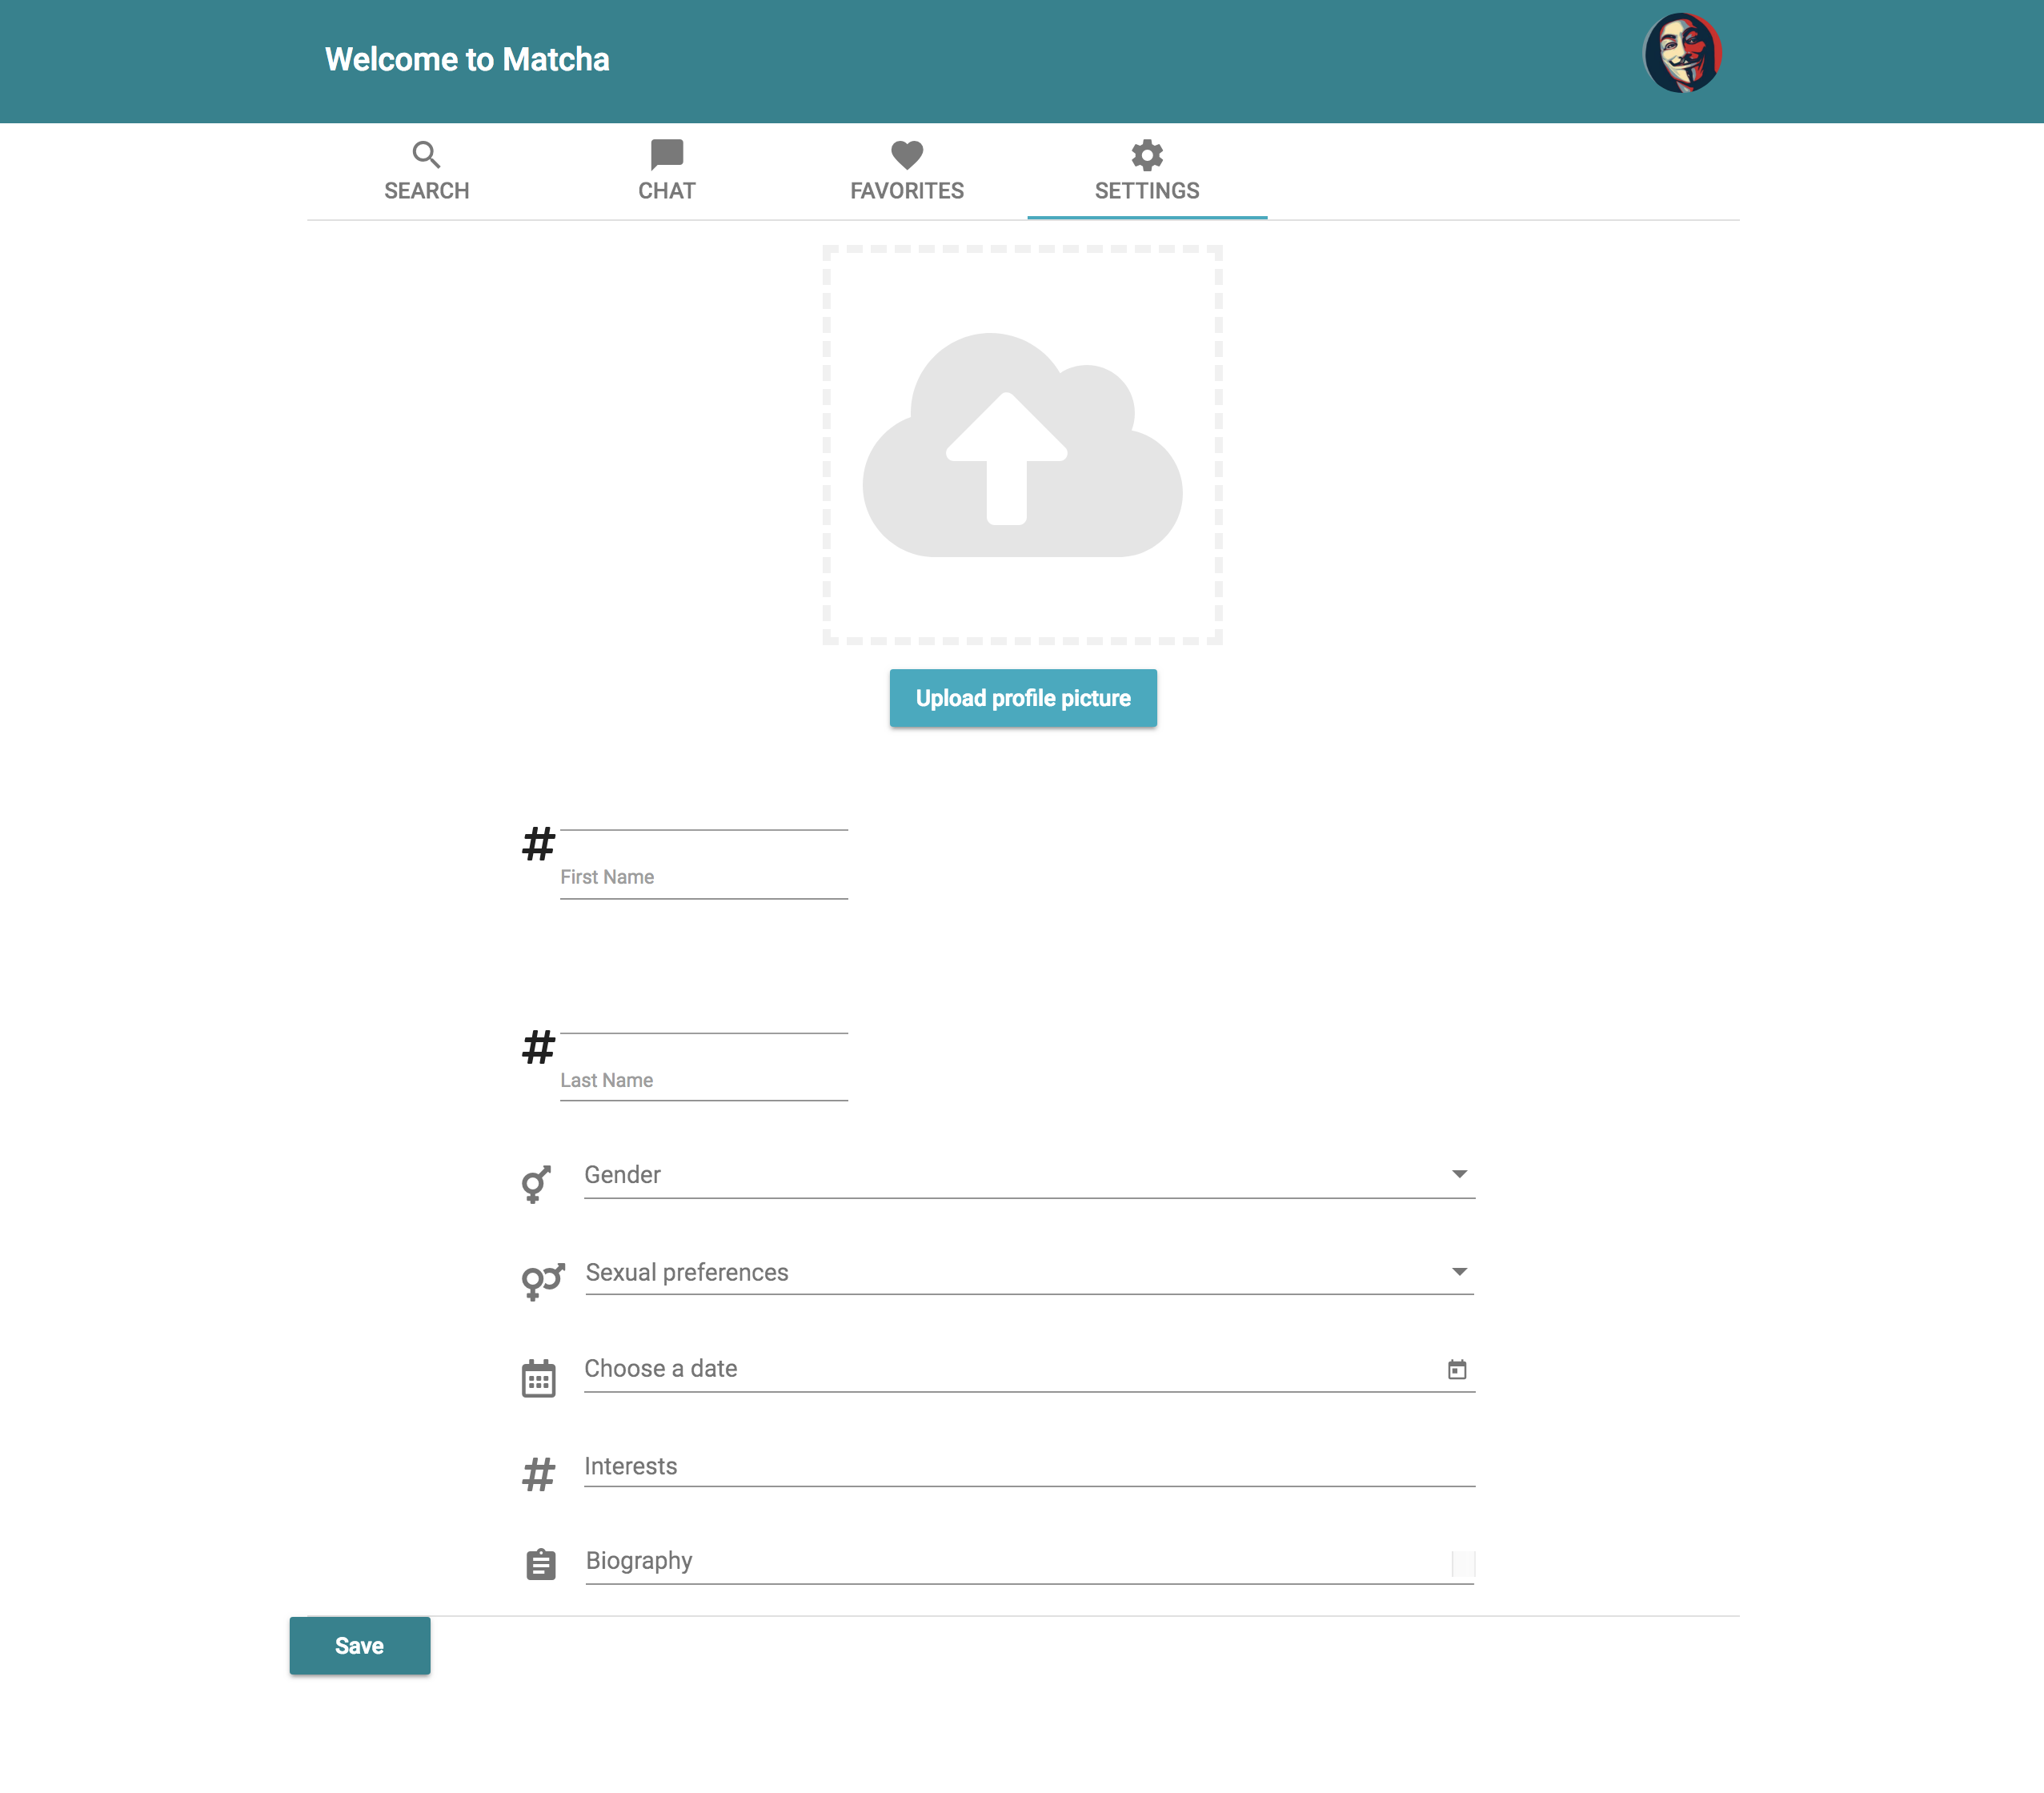 Welcome to Matcha
SEARCH
CHAT
FAVORITES
SETTINGS
Upload profile picture
#
First Name
#
Last Name
Gender
Sexual preferences
Choose a date
# Interests
Biography
Save